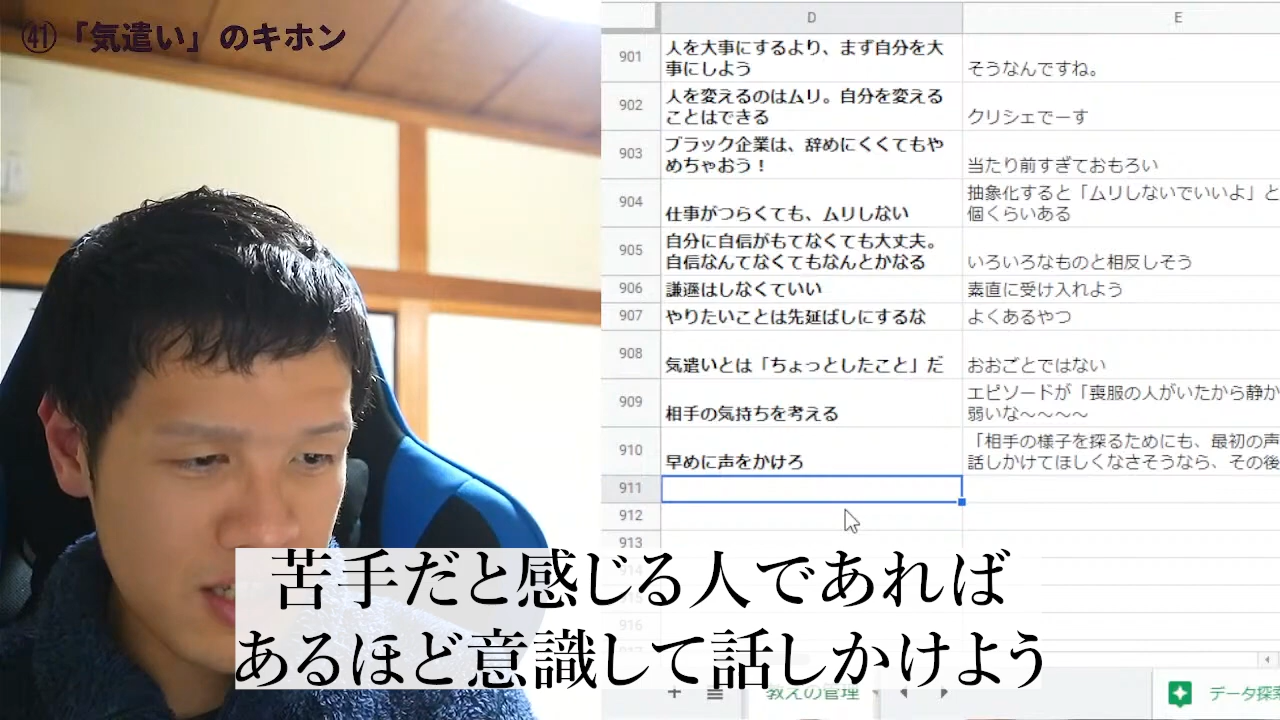 ㊶「気遣い」のキホン
D
E
901
人を大事にするより、まず自分を大
事にしよう
そうなんですね。
902
人を変えるのはムリ。自分を変える
ことはできる
クリシェでーす
903
ブラック企業は、辞めにくくてもや
めちゃおう！
当たり前すぎておもろい
904
仕事がつらくても、ムリしない
抽象化すると「ムリしないでいいよ」と
個くらいある
905
自分に自信がもてなくても大丈夫。
自信なんてなくてもなんとかなる
いろいろなものと相反しそう
906
謙遜はしなくていい
素直に受け入れよう
907
やりたいことは先延ばしにするな
よくあるやつ
908
気遣いとは「ちょっとしたこと」だ
おおごとではない
909
相手の気持ちを考える
エピソードが「喪服の人がいたから静か
弱いな〜〜〜〜
910
早めに声をかけろ
「相手の様子を探るためにも、最初の声
話しかけてほしくなさそうなら、その後
911
912
913
914
916
苦手だと感じる人であれば
あるほど意識して話しかけよう
教えの管理
データ探索